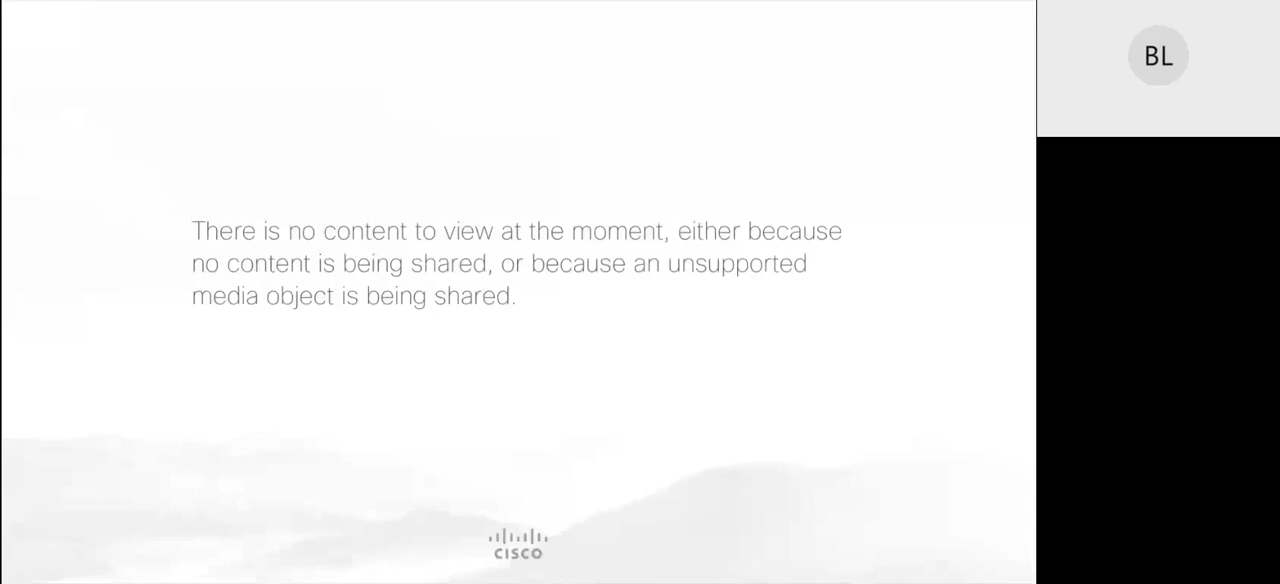 There is no content to view at the moment, either because
no content is being shared, or because an unsupported
media object is being shared.
CISCO
BL